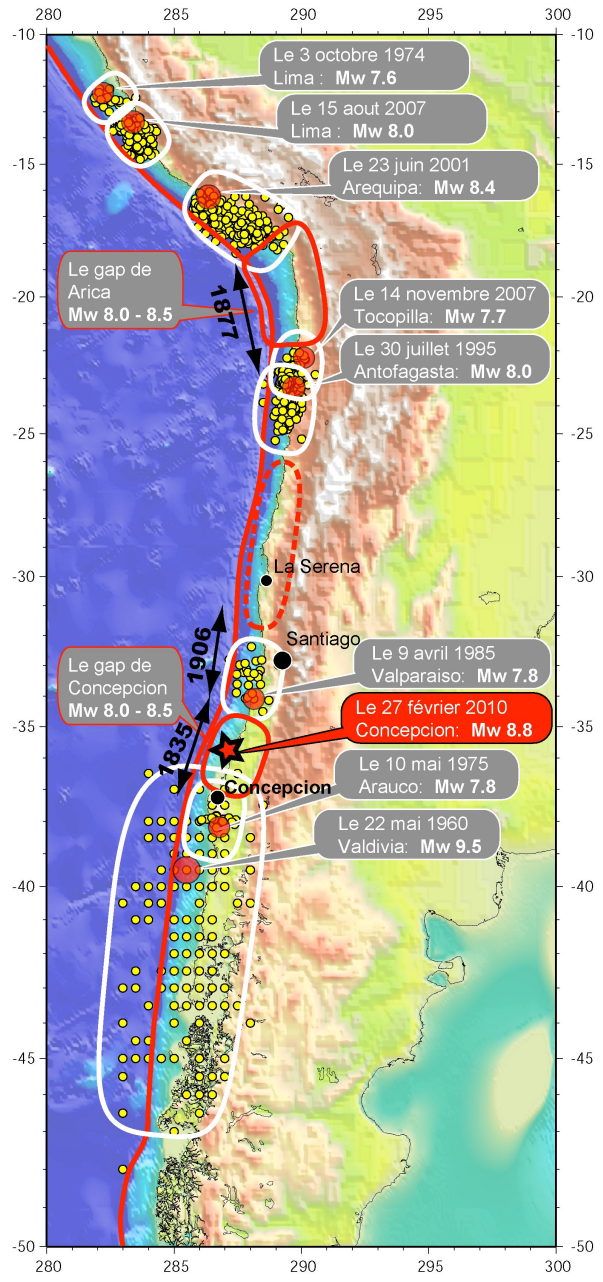 280 285 290 295 300
-10 -10
Le 3 octobre 1974
Lima : Mw 7.6
Le 15 aout 2007
Lima : Mw 8.0
-15 -15
Le 23 juin 2001
Arequipa: Mw 8.4
Le gap de
Arica
Mw 8.0 - 8.5
1877
-20 -20
Le 14 novembre 2007
Tocopilla: Mw 7.7
Le 30 juillet 1995
Antofagasta: Mw 8.0
-25 -25
La Serena
-30 -30
1906
Santiago
Le gap de
Concepcion
Mw 8.0 - 8.5
Le 9 avril 1985
Valparaiso: Mw 7.8
-35 -35
1835
Le 27 février 2010
Concepcion: Mw 8.8
Le 10 mai 1975
Arauco: Mw 7.8
Concepcion
Le 22 mai 1960
Valdivia: Mw 9.5
-40 -40
-45 -45
-50 -50
280 285 290 295 300